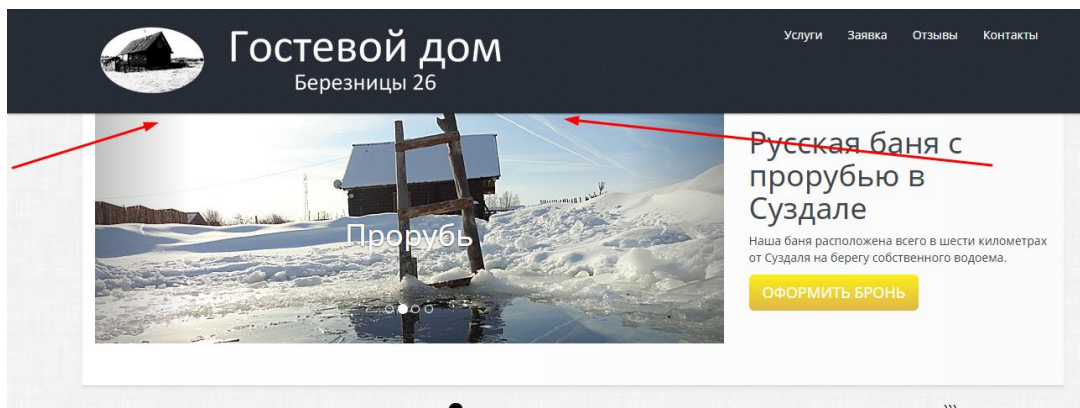 Гостевой дом
Березницы 26
Услуги Заявка Отзывы Контакты
Русская баня с
прорубью в
Суздале
Наша баня расположена всего в шести километрах
от Суздаля на берегу собственного водоема.
ОФОРМИТЬ БРОНЬ
Прорубь